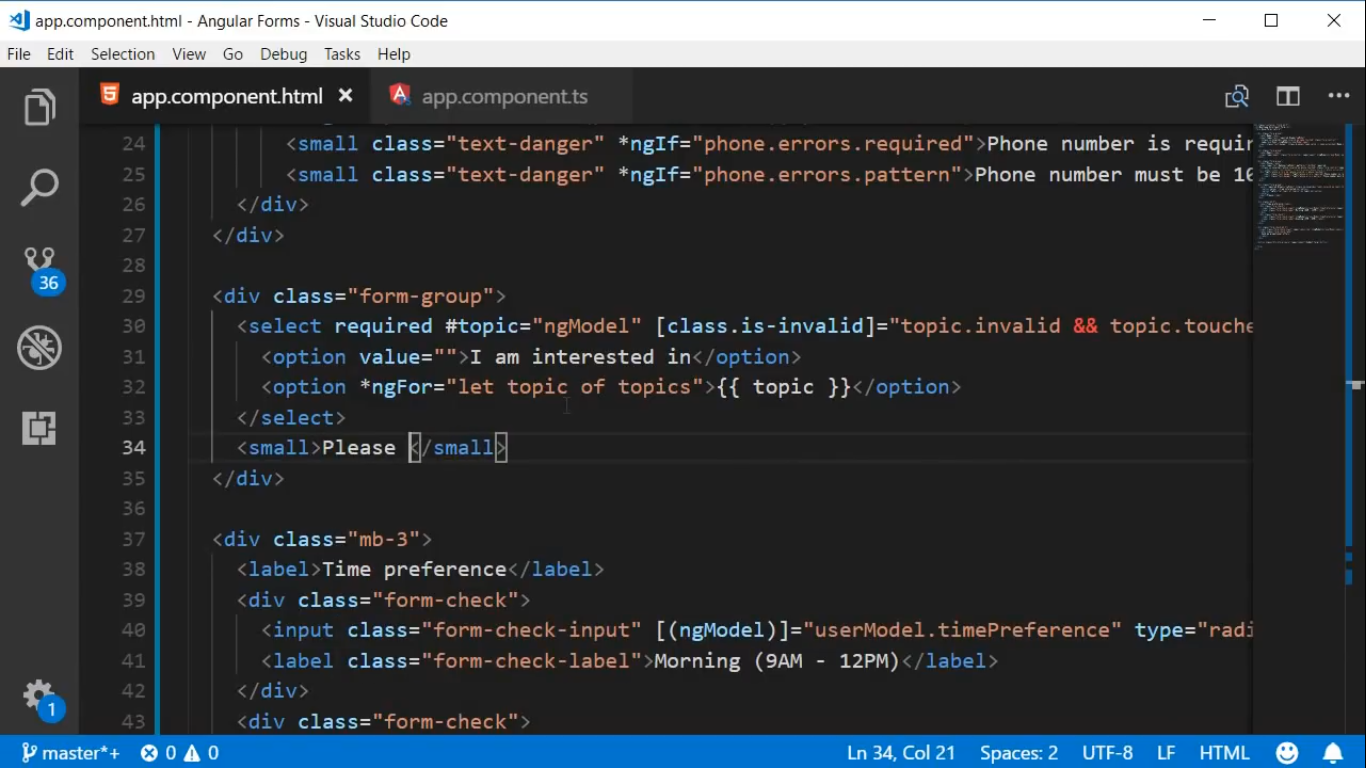 app.component.html - Angular Forms - Visual Studio Code
File Edit Selection View Go Debug Tasks Help
app.component.html app.component.ts
24 <small class="text-danger" *ngIf="phone.errors.required">Phone number is requir
25 <small class="text-danger" *ngIf="phone.errors.pattern">Phone number must be 10
26 </div>
27 </div>
28
29 <div class="form-group">
30 <select required #topic="ngModel" [class.is-invalid]="topic.invalid && topic.touche
31 <option value="">I am interested in</option>
32 <option *ngFor="let topic of topics">{{ topic }}</option>
33 </select>
34 <small>Please </small>
35 </div>
36
37 <div class="mb-3">
38 <label>Time preference</label>
39 <div class="form-check">
40 <input class="form-check-input" [(ngModel)]="userModel.timePreference" type="radi
41 <label class="form-check-label">Morning (9AM - 12PM)</label>
42 </div>
43 <div class="form-check">
36
1
master*+ 0 0 Ln 34, Col 21 Spaces: 2 UTF-8 LF HTML